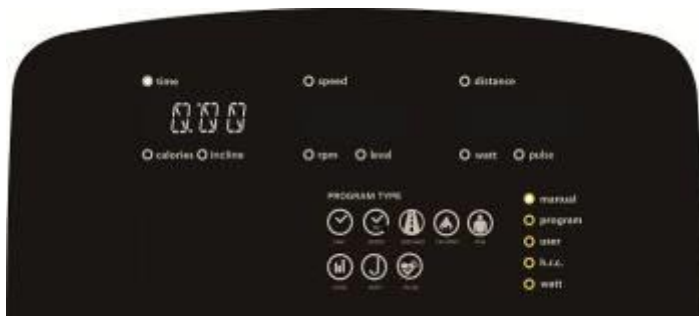 time speed distance
0:00
calories incline rpm level watt pulse
PROGRAM TYPE
manual
program
user
h.r.c.
watt